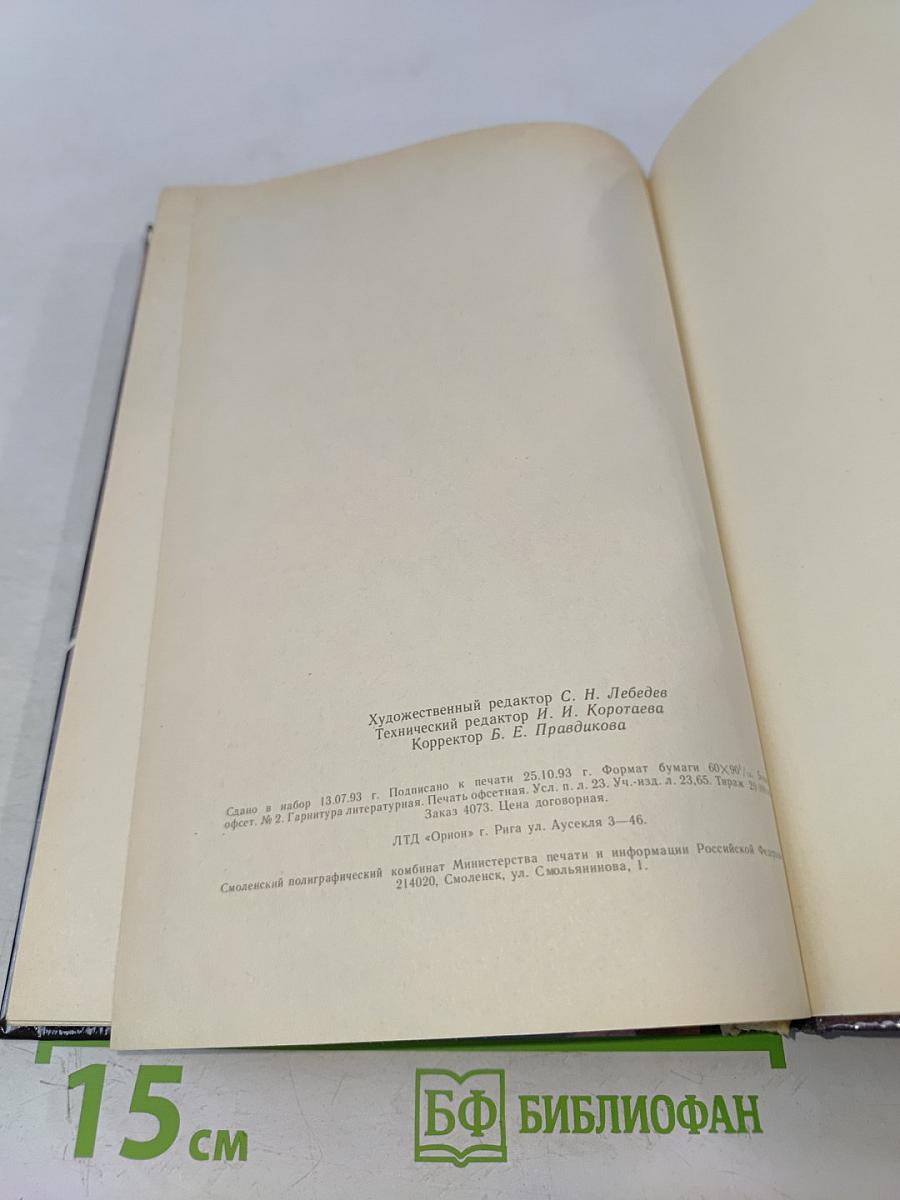 Художественный редактор С. Н. Лебедев
Технический редактор И. И. Коротаева
Корректор Б. Е. Правдикова
Сдано в набор 13.07.93 г. Подписано к печати 25.10.93 г. Формат бумаги
офсет. № 2. Гарнитура литературная. Печать офсетная. Усл. п. л. 23. Уч.-изд. л. 23,65. Тираж
Заказ 4073. Цена договорная.
ЛТД «Орион» г. Рига ул. Аусекля 3—46.
Смоленский полиграфический комбинат Министерства печати и информации Российской
214020, Смоленск, ул. Смольянинова, 1.
15 см
БФ БИБЛИОФАН